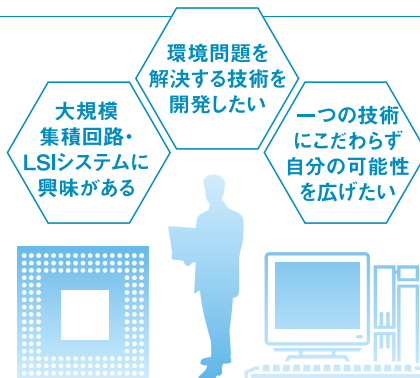 環境問題を
解決する技術を
開発したい
大規模
集積回路・
LSIシステムに
興味がある
一つの技術
にこだわらず
自分の可能性
を広げたい